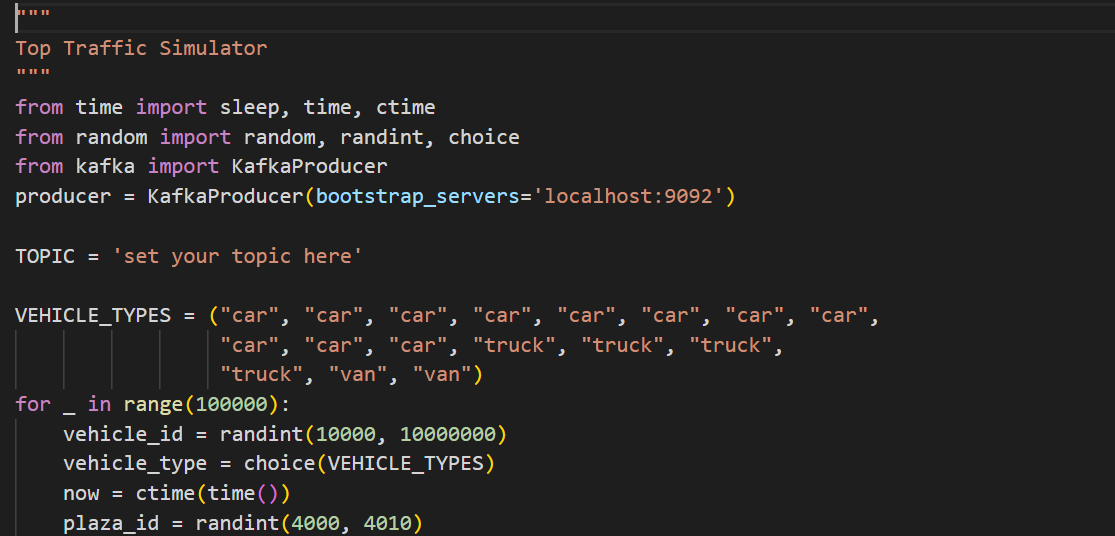 """
Top Traffic Simulator
"""
from time import sleep, time, ctime
from random import random, randint, choice
from kafka import KafkaProducer
producer = KafkaProducer(bootstrap_servers='localhost:9092')
TOPIC = 'set your topic here'
VEHICLE_TYPES = ("car", "car", "car", "car", "car", "car", "car", "car",
"car", "car", "car", "truck", "truck", "truck",
"truck", "van", "van")
for _ in range(100000):
vehicle_id = randint(10000, 10000000)
vehicle_type = choice(VEHICLE_TYPES)
now = ctime(time())
plaza_id = randint(4000, 4010)